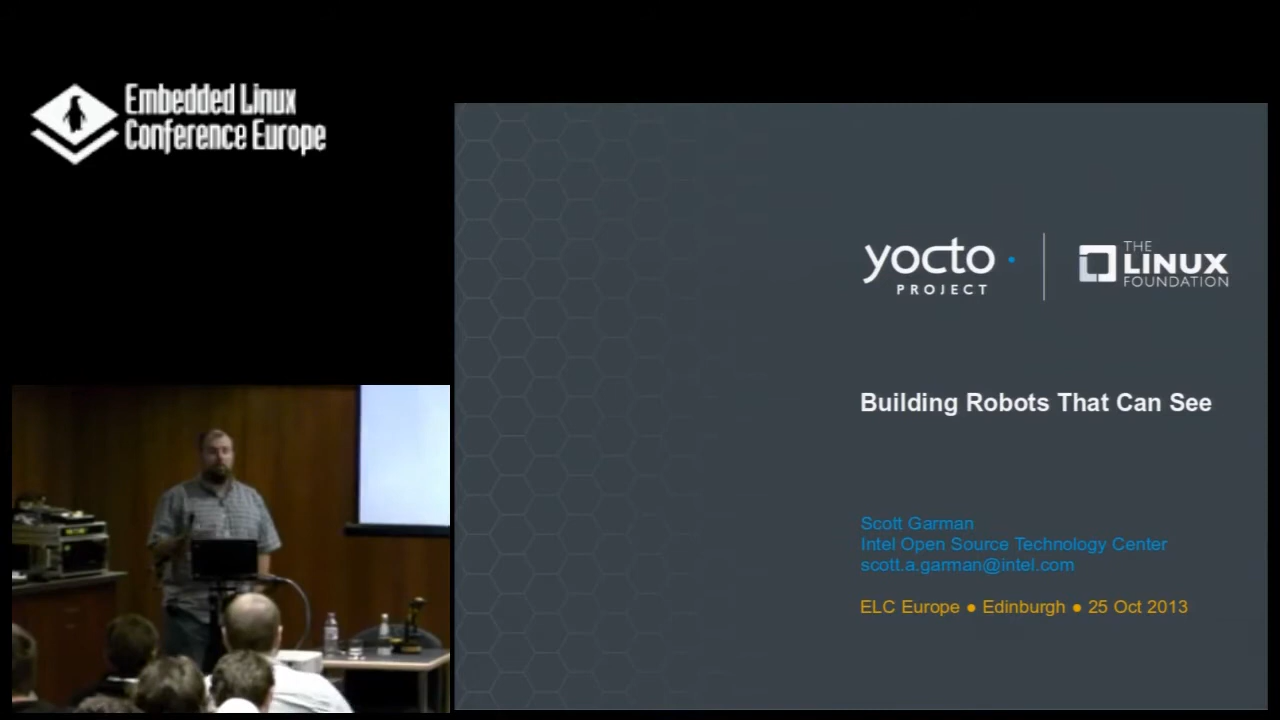 Embedded Linux
Conference Europe
yocto
PROJECT
THE
LINUX
FOUNDATION
Building Robots That Can See
Scott Garman
Intel Open Source Technology Center
scott.a.garman@intel.com
ELC Europe ● Edinburgh ● 25 Oct 2013